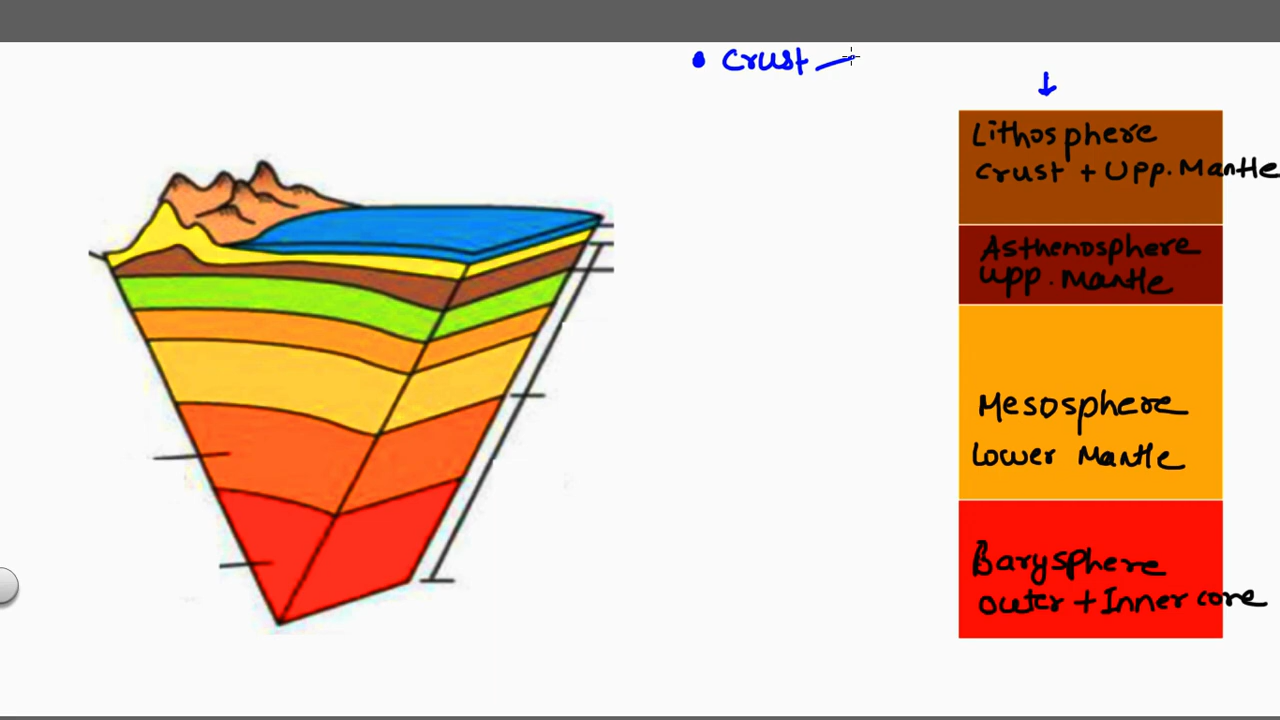 • Crust —
Lithosphere
Crust + Upp. Mantle
Asthenosphere
Upp. Mantle
Mesosphere
Lower Mantle
Barysphere
Outer + Inner core